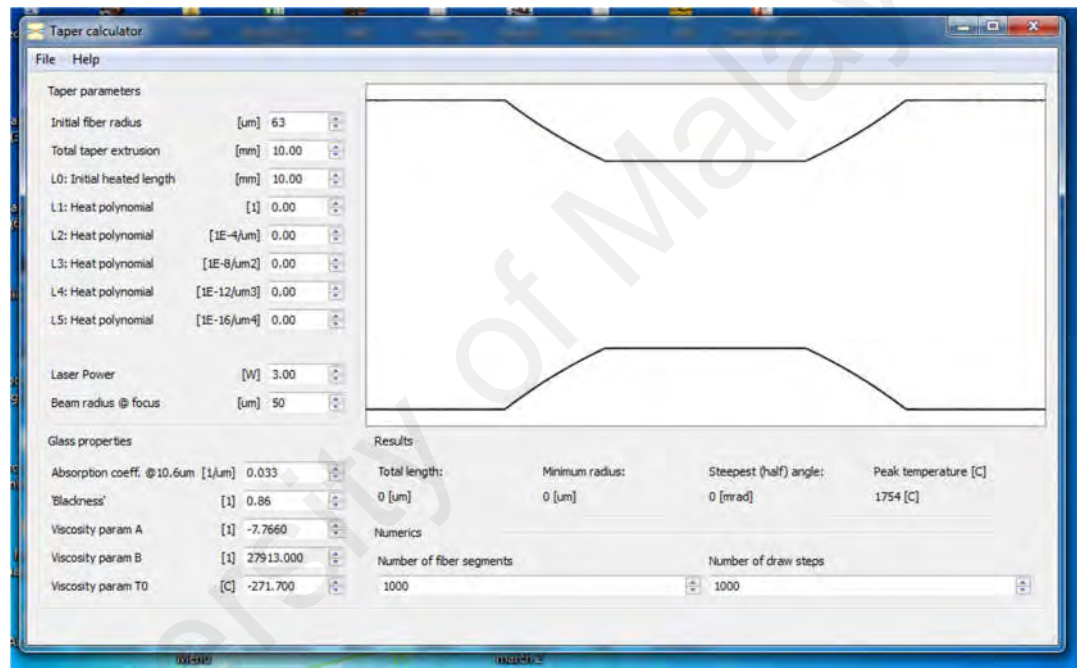 Taper calculator
File Help
Taper parameters
Initial fiber radius [um] 63
Total taper extrusion [mm] 10.00
L0: Initial heated length [mm] 10.00
L1: Heat polynomial [1] 0.00
L2: Heat polynomial [1E-4/um] 0.00
L3: Heat polynomial [1E-8/um2] 0.00
L4: Heat polynomial [1E-12/um3] 0.00
L5: Heat polynomial [1E-16/um4] 0.00
Laser Power [W] 3.00
Beam radius @ focus [um] 50
Glass properties
Absorption coeff. @10.6um [1/um] 0.033
'Blackness' [1] 0.86
Viscosity param A [1] -7.7660
Viscosity param B [1] 27913.000
Viscosity param T0 [C] -271.700
Results
Total length: Minimum radius: Steepest (half) angle: Peak temperature [C]
0 [um] 0 [um] 0 [mrad] 1754 [C]
Numerics
Number of fiber segments Number of draw steps
1000 1000
Menu
ersity of Malay